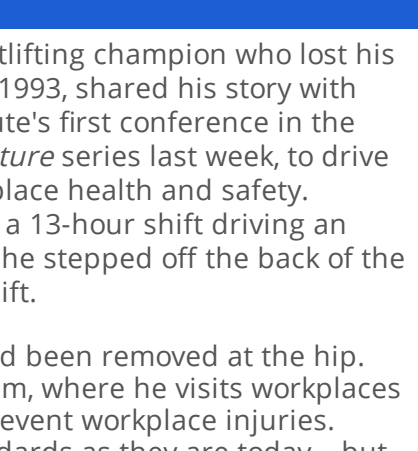 tlifting champion who lost his
1993, shared his story with
ute's first conference in the
ture series last week, to drive
place health and safety.
a 13-hour shift driving an
he stepped off the back of the
ift.
d been removed at the hip.
m, where he visits workplaces
event workplace injuries.
dards as they are today – but